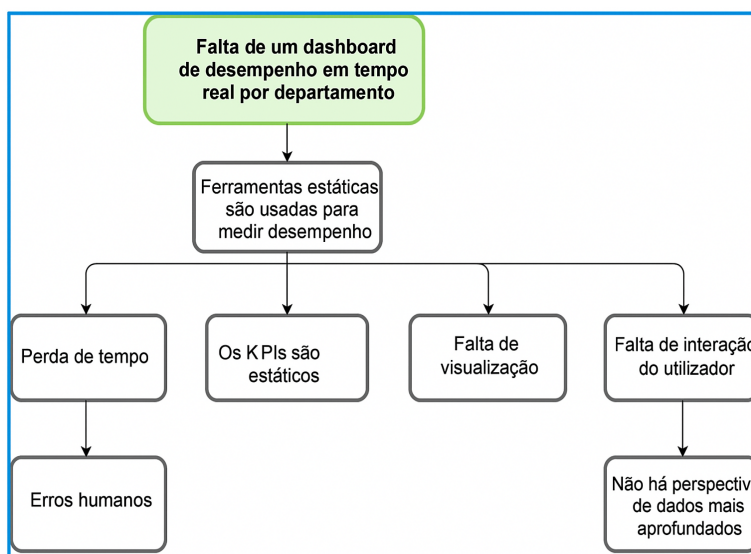 Falta de um dashboard
de desempenho em tempo
real por departamento
Ferramentas estáticas
são usadas para
medir desempenho
Perda de tempo
Os KPIs são
estáticos
Falta de
visualização
Falta de interação
do utilizador
Erros humanos
Não há perspectiv
de dados mais
aprofundados